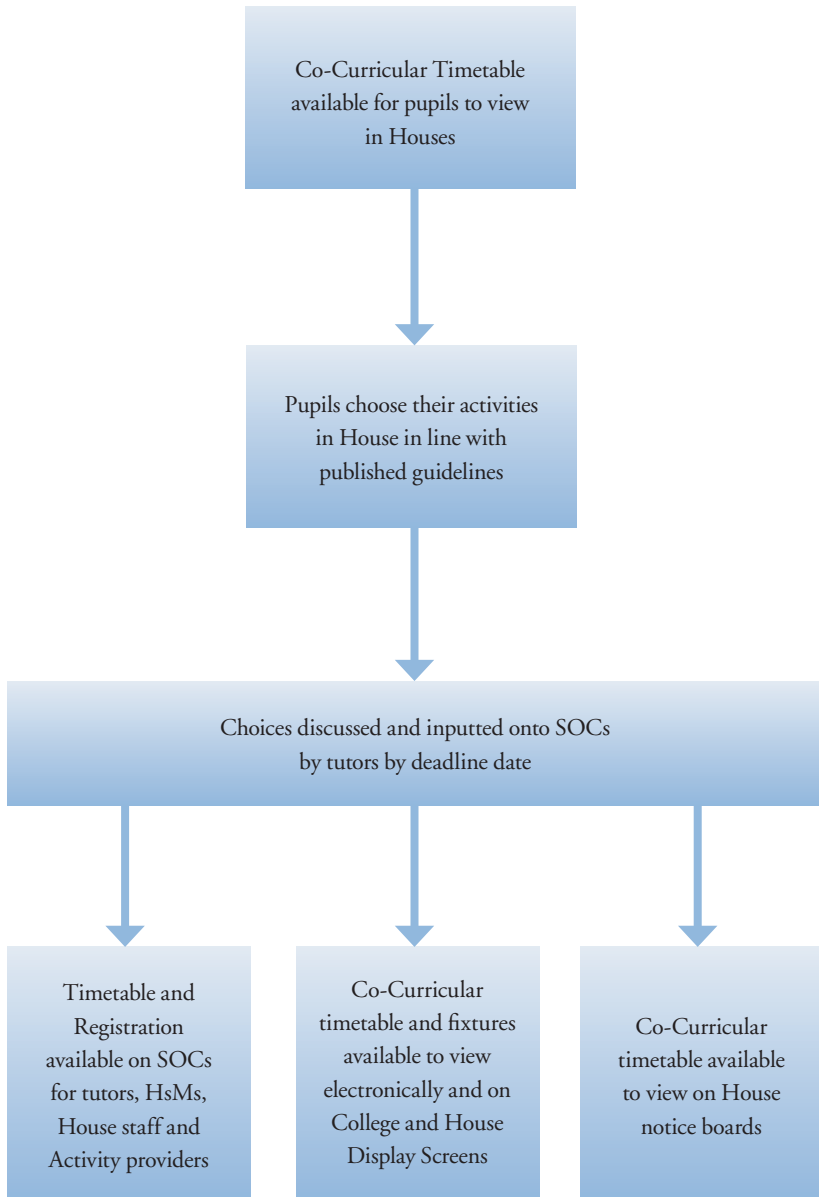 Co-Curricular Timetable
available for pupils to view
in Houses
Pupils choose their activities
in House in line with
published guidelines
Choices discussed and inputted onto SOCs
by tutors by deadline date
Timetable and
Registration
available on SOCs
for tutors, HsMs,
House staff and
Activity providers
Co-Curricular
timetable and fixtures
available to view
electronically and on
College and House
Display Screens
Co-Curricular
timetable available
to view on House
notice boards